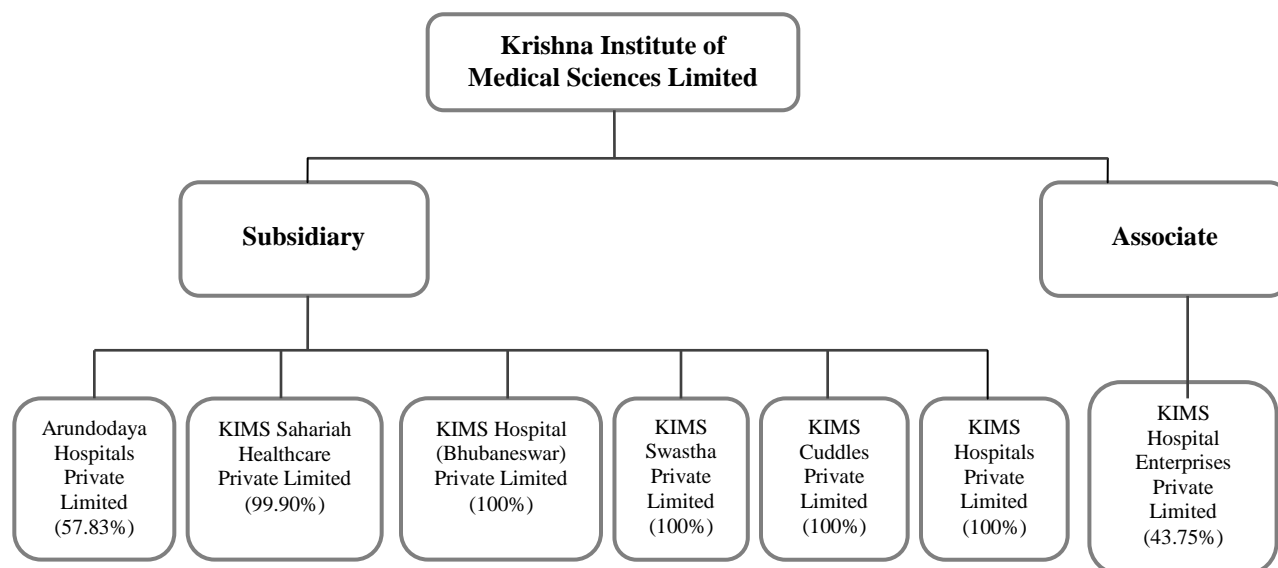 Krishna Institute of
Medical Sciences Limited
Subsidiary
Associate
Arundodaya
Hospitals
Private
Limited
(57.83%)
KIMS Sahariah
Healthcare
Private Limited
(99.90%)
KIMS Hospital
(Bhubaneswar)
Private Limited
(100%)
KIMS
Swastha
Private
Limited
(100%)
KIMS
Cuddles
Private
Limited
(100%)
KIMS
Hospitals
Private
Limited
(100%)
KIMS
Hospital
Enterprises
Private
Limited
(43.75%)